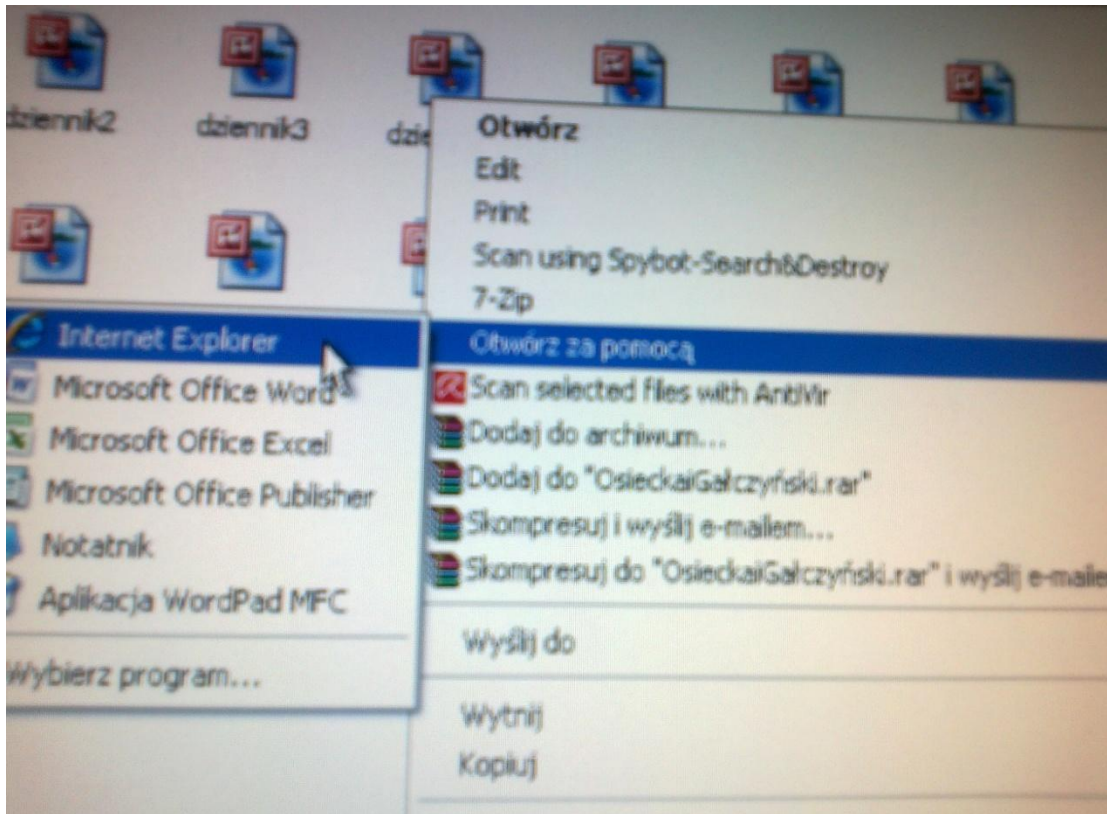 dziennik2
dziennik3
Otwórz
Edit
Print
Scan using Spybot-Search&Destroy
7-Zip
Otwórz za pomocą
Scan selected files with AntiVir
Dodaj do archiwum...
Dodaj do "OsieckaiGałczyński.rar"
Skompresuj i wyślij e-mailem...
Skompresuj do "OsieckaiGałczyński.rar" i wyślij
Wyślij do
Wytnij
Kopiuj
Internet Explorer
Microsoft Office Word
Microsoft Office Excel
Microsoft Office Publisher
Notatnik
Aplikacja WordPad MFC
Wybierz program...